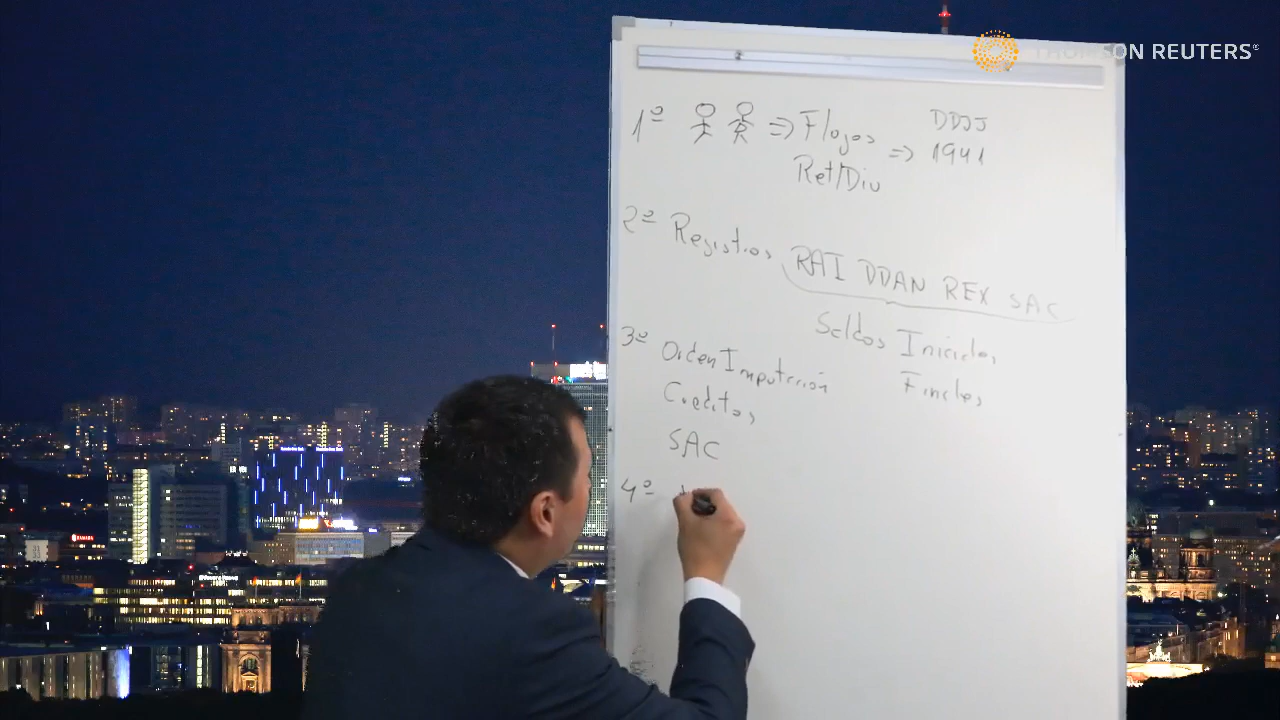 THOMSON REUTERS®
1º => Flujos => DDJJ
Ret/Div 1941
2º Registros RAI DDAN REX SAC
Saldos Iniciales
Finales
3º Orden Imputación
Creditos
SAC
4º